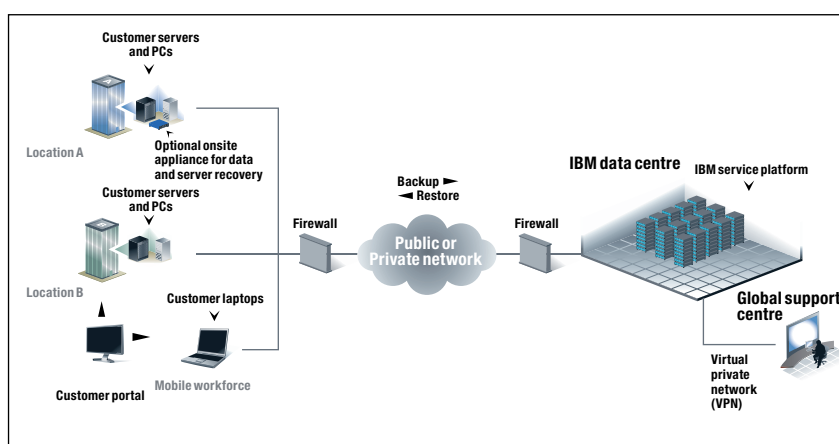 Customer servers
and PCs
Location A
Optional onsite
appliance for data
and server recovery
Customer servers
and PCs
Location B
Customer portal
Customer laptops
Mobile workforce
Firewall
Backup
Restore
Public or
Private network
Firewall
IBM data centre
IBM service platform
Global support
centre
Virtual
private
network
(VPN)